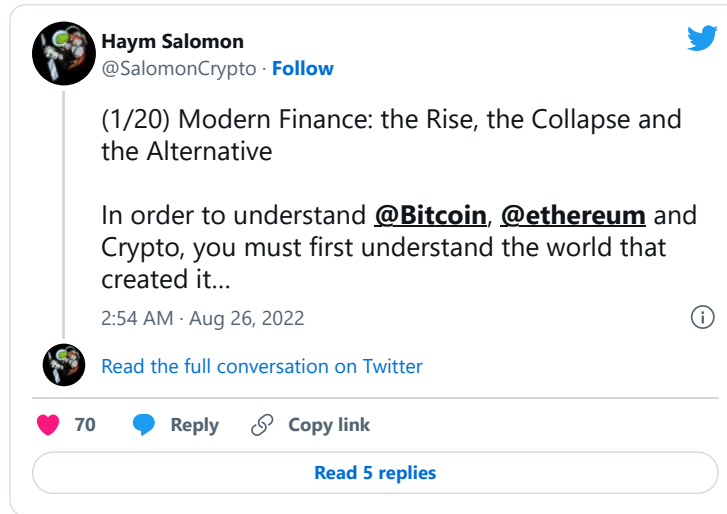 Haym Salomon
@SalomonCrypto · Follow
(1/20) Modern Finance: the Rise, the Collapse and
the Alternative
In order to understand @Bitcoin, @ethereum and
Crypto, you must first understand the world that
created it...
2:54 AM · Aug 26, 2022
Read the full conversation on Twitter
70 Reply Copy link
Read 5 replies